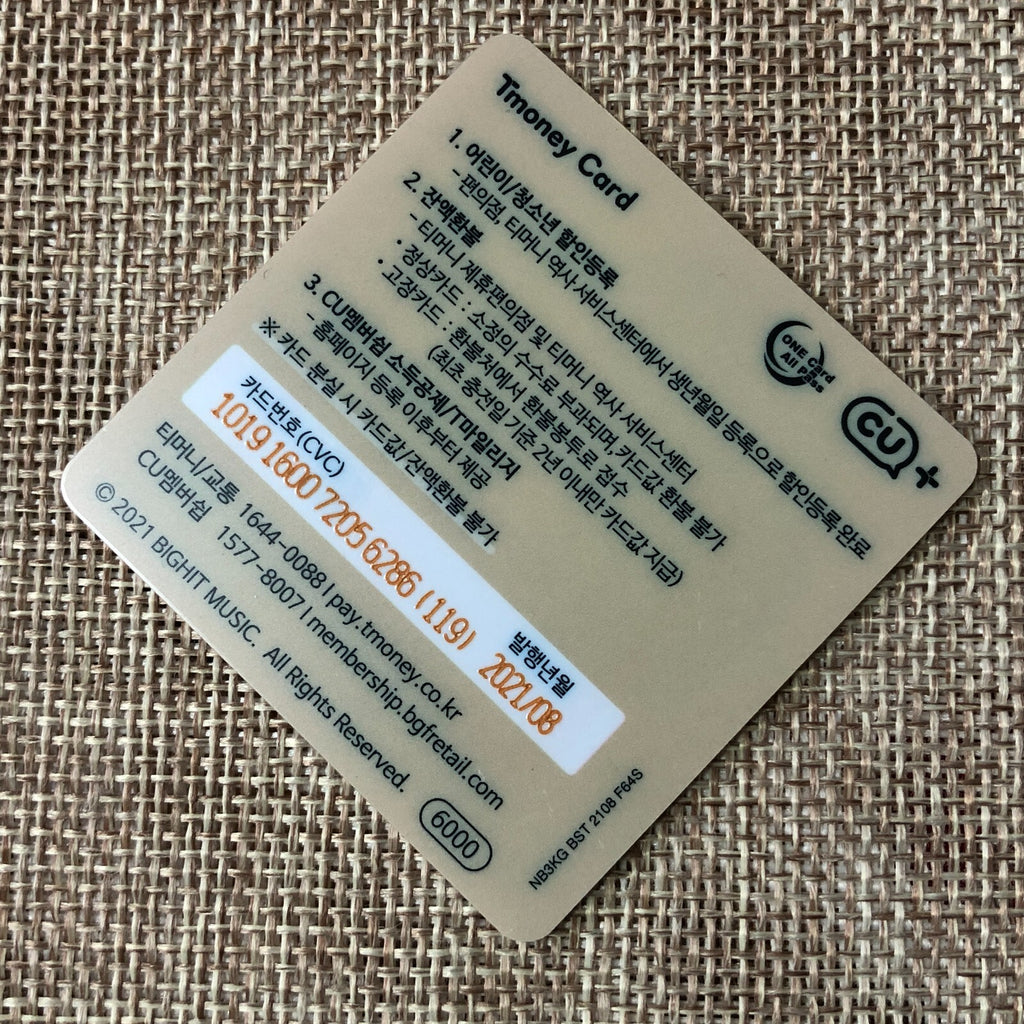 Tmoney Card
1. 어린이/청소년 할인등록
- 편의점, 티머니 역사 서비스센터에서 생년월일 등록으로 할인등록 완료
2. 잔액환불
- 티머니 제휴편의점 및 티머니 역사 서비스센터
• 정상카드 : 소정의 수수료 부과되며, 카드값 환불 불가
• 고장카드 : 환불처에서 환불봉투로 접수
(최초 충전일 기준 2년 이내만 카드값 지급)
3. CU멤버쉽 소득공제/T마일리지
- 홈페이지 등록 이후부터 제공
※ 카드 분실 시 카드값/잔액환불 불가
ONE Card
All Pass
CU+
카드번호(CVC) 발행년월
1019 1600 7205 6286 (119) 2021/08
티머니/교통 1644-0088 | pay.tmoney.co.kr
CU멤버쉽 1577-8007 | membership.bgfretail.com
© 2021 BIGHIT MUSIC. All Rights Reserved.
6000
NB3KG BST 2108 F64S